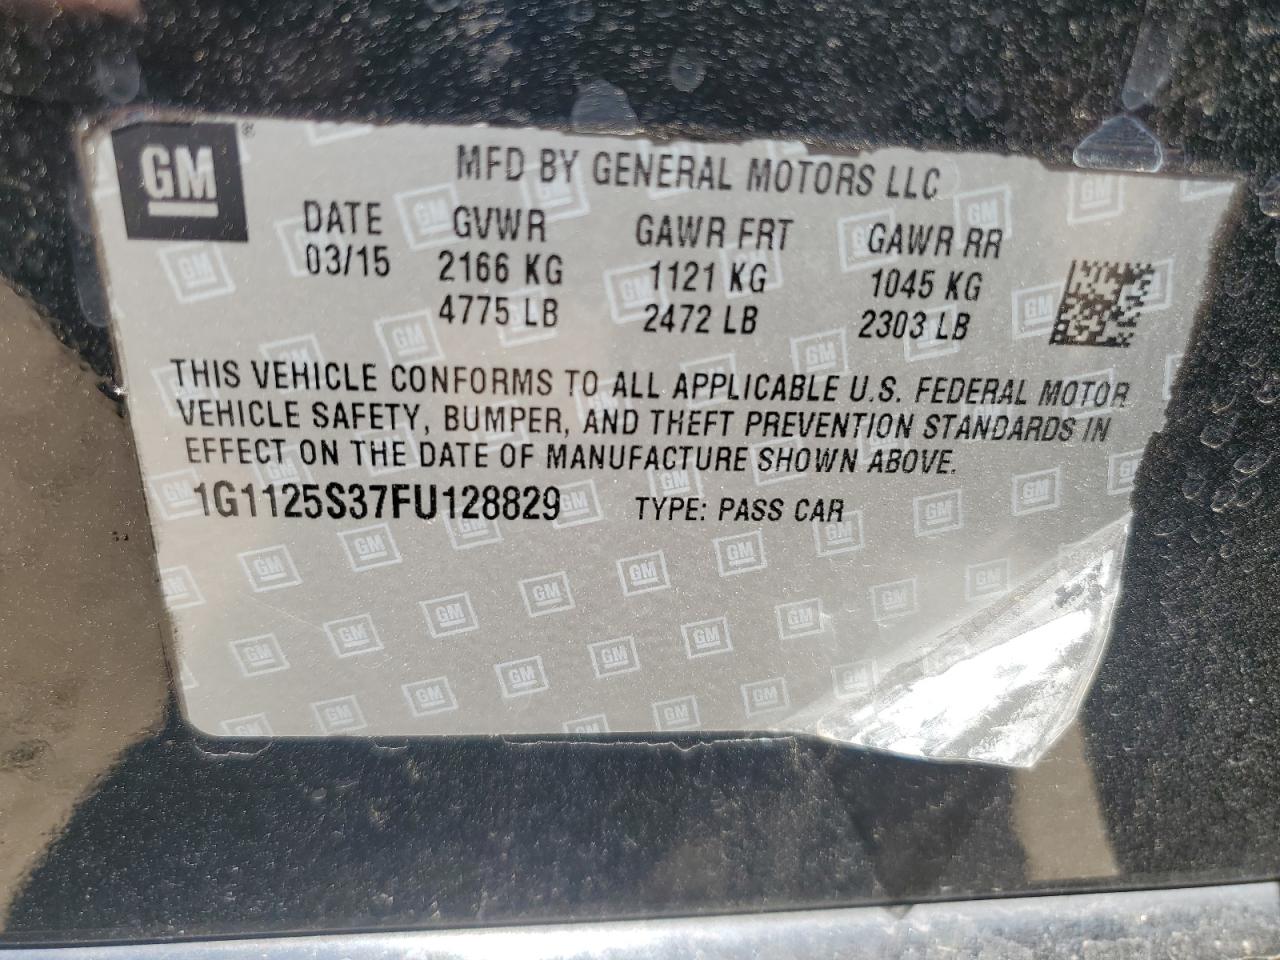 GM
MFD BY GENERAL MOTORS LLC
DATE GVWR GAWR FRT GAWR RR
03/15 2166 KG 1121 KG 1045 KG
4775 LB 2472 LB 2303 LB
THIS VEHICLE CONFORMS TO ALL APPLICABLE U.S. FEDERAL MOTOR
VEHICLE SAFETY, BUMPER, AND THEFT PREVENTION STANDARDS IN
EFFECT ON THE DATE OF MANUFACTURE SHOWN ABOVE.
1G1125S37FU128829 TYPE: PASS CAR